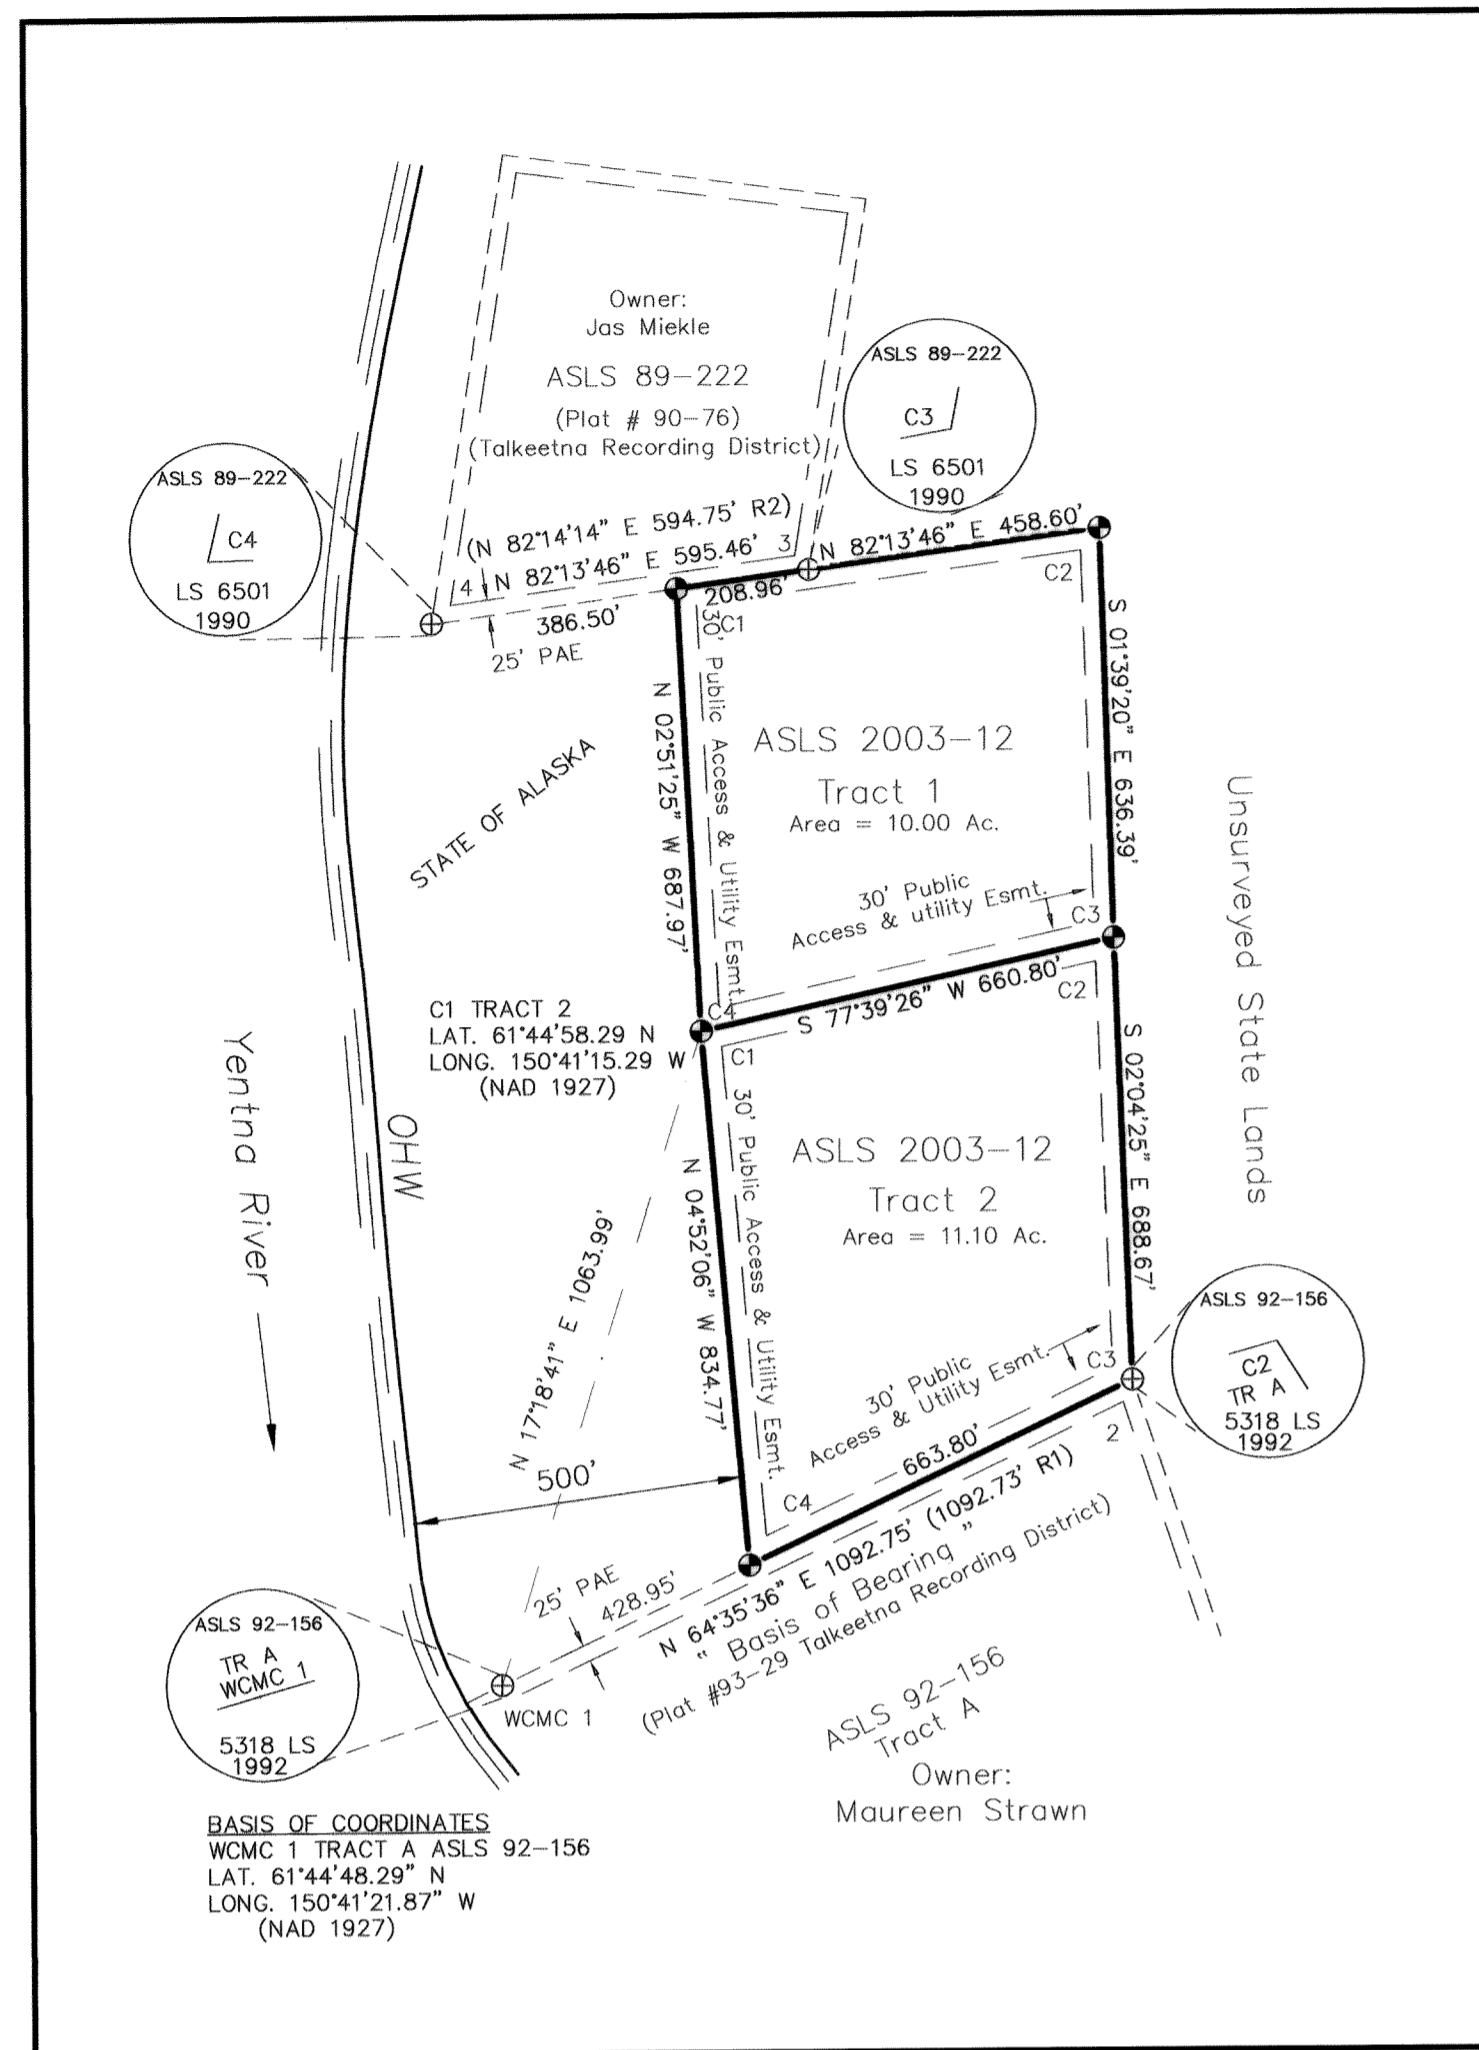 Owner:
Jas Miekle
ASLS 89-222
(Plat # 90-76)
(Talkeetna Recording District)
ASLS 89-222
C3
LS 6501
1990
ASLS 89-222
C4
LS 6501
1990
(N 82°14'14" E 594.75' R2)
4 N 82°13'46" E 595.46' 3
(N 82°13'46" E 458.60'
386.50'
208.96'
25' PAE
C1
C2
30' Public Access & Utility Esmt.
N 02°51'25" W 687.97'
S 01°39'20" E 636.39'
ASLS 2003-12
Tract 1
Area = 10.00 Ac.
STATE OF ALASKA
Unsurveyed State Lands
30' Public
Access & utility Esmt.
C3
C4
S 77°39'26" W 660.80'
C1 TRACT 2
LAT. 61°44'58.29 N
LONG. 150°41'15.29 W
(NAD 1927)
C1
C2
Yentna River
OHW
30' Public Access & Utility Esmt.
N 04°52'06" W 834.77'
S 02°04'25" E 688.67'
ASLS 2003-12
Tract 2
Area = 11.10 Ac.
N 17°18'41" E 1063.99'
500'
30' Public
Access & Utility Esmt.
C3
C4
ASLS 92-156
C2
TR A
5318 LS
1992
663.80'
2
25' PAE
428.95'
N 64°35'36" E 1092.75' (1092.73' R1)
" Basis of Bearing "
(Plat #93-29 Talkeetna Recording District)
ASLS 92-156
TR A
WCMC 1
5318 LS
1992
WCMC 1
ASLS 92-156
Tract A
Owner:
Maureen Strawn
BASIS OF COORDINATES
WCMC 1 TRACT A ASLS 92-156
LAT. 61°44'48.29" N
LONG. 150°41'21.87" W
(NAD 1927)